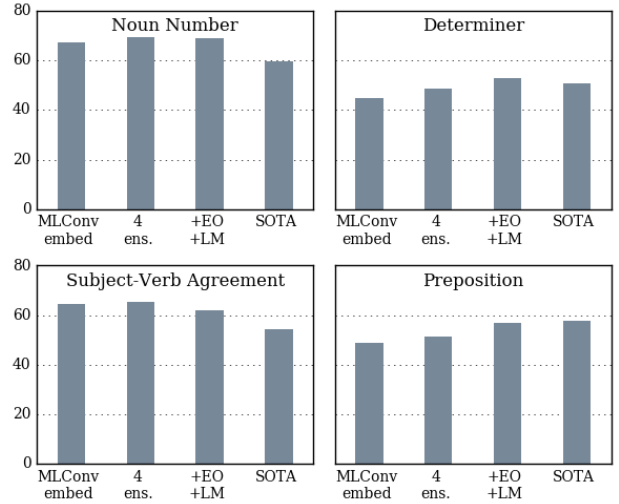 Noun Number
80
60
40
20
0
MLConv embed
4 ens.
+EO +LM
SOTA
Determiner
MLConv embed
4 ens.
+EO +LM
SOTA
Subject-Verb Agreement
80
60
40
20
0
MLConv embed
4 ens.
+EO +LM
SOTA
Preposition
MLConv embed
4 ens.
+EO +LM
SOTA